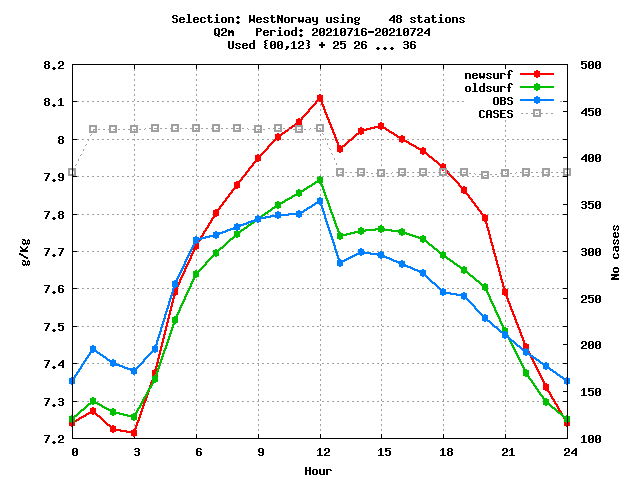 Selection: WestNorway using    48 stations
Q2m   Period: 20210716-20210724
Used {00,12} + 25 26 ... 36
newsurf
oldsurf
OBS
CASES
8.2
8.1
8
7.9
7.8
7.7
7.6
7.5
7.4
7.3
7.2
g/Kg
500
450
400
350
300
250
200
150
100
No cases
0 3 6 9 12 15 18 21 24
Hour